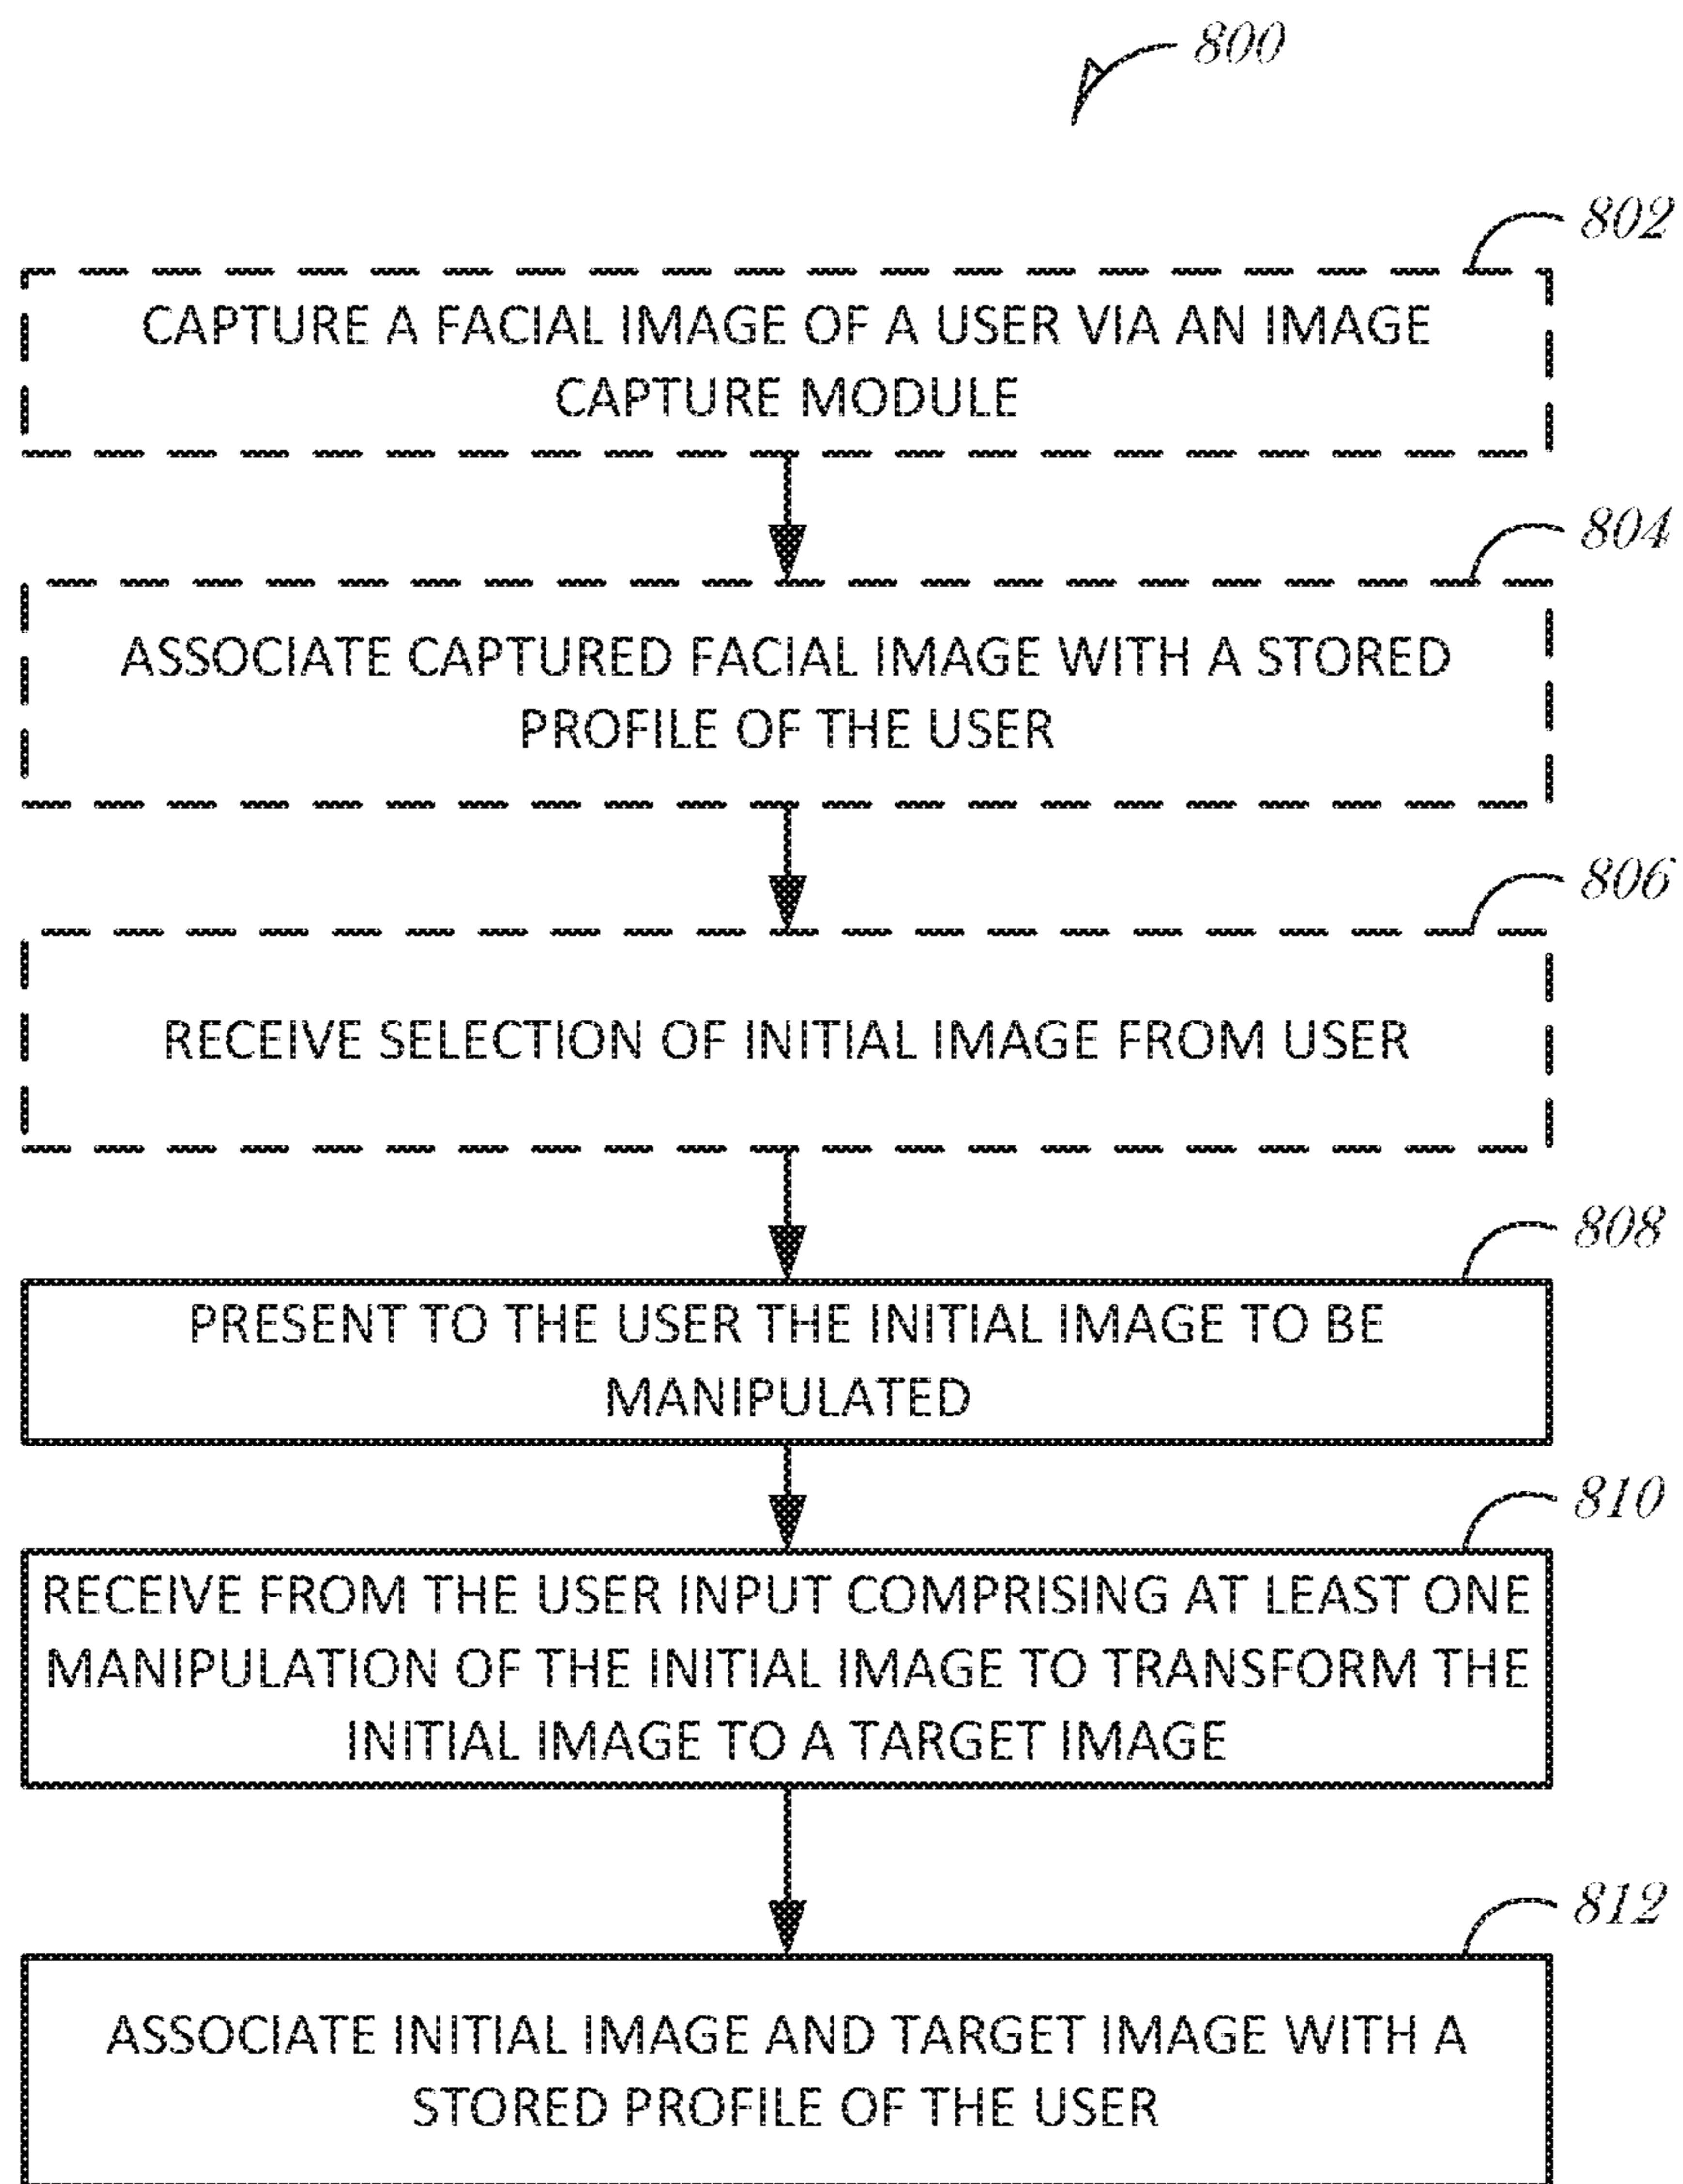 800
802
CAPTURE A FACIAL IMAGE OF A USER VIA AN IMAGE
CAPTURE MODULE
804
ASSOCIATE CAPTURED FACIAL IMAGE WITH A STORED
PROFILE OF THE USER
806
RECEIVE SELECTION OF INITIAL IMAGE FROM USER
808
PRESENT TO THE USER THE INITIAL IMAGE TO BE
MANIPULATED
810
RECEIVE FROM THE USER INPUT COMPRISING AT LEAST ONE
MANIPULATION OF THE INITIAL IMAGE TO TRANSFORM THE
INITIAL IMAGE TO A TARGET IMAGE
812
ASSOCIATE INITIAL IMAGE AND TARGET IMAGE WITH A
STORED PROFILE OF THE USER